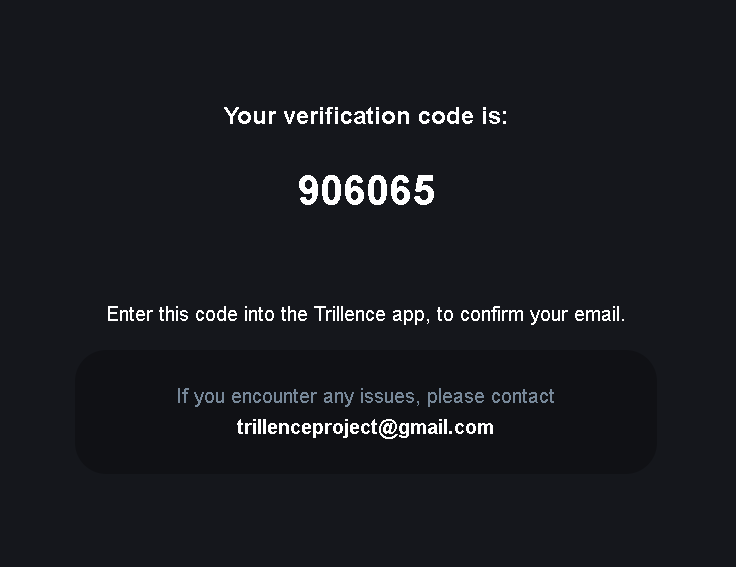 Your verification code is:
906065
Enter this code into the Trillence app, to confirm your email.
If you encounter any issues, please contact
trillenceproject@gmail.com